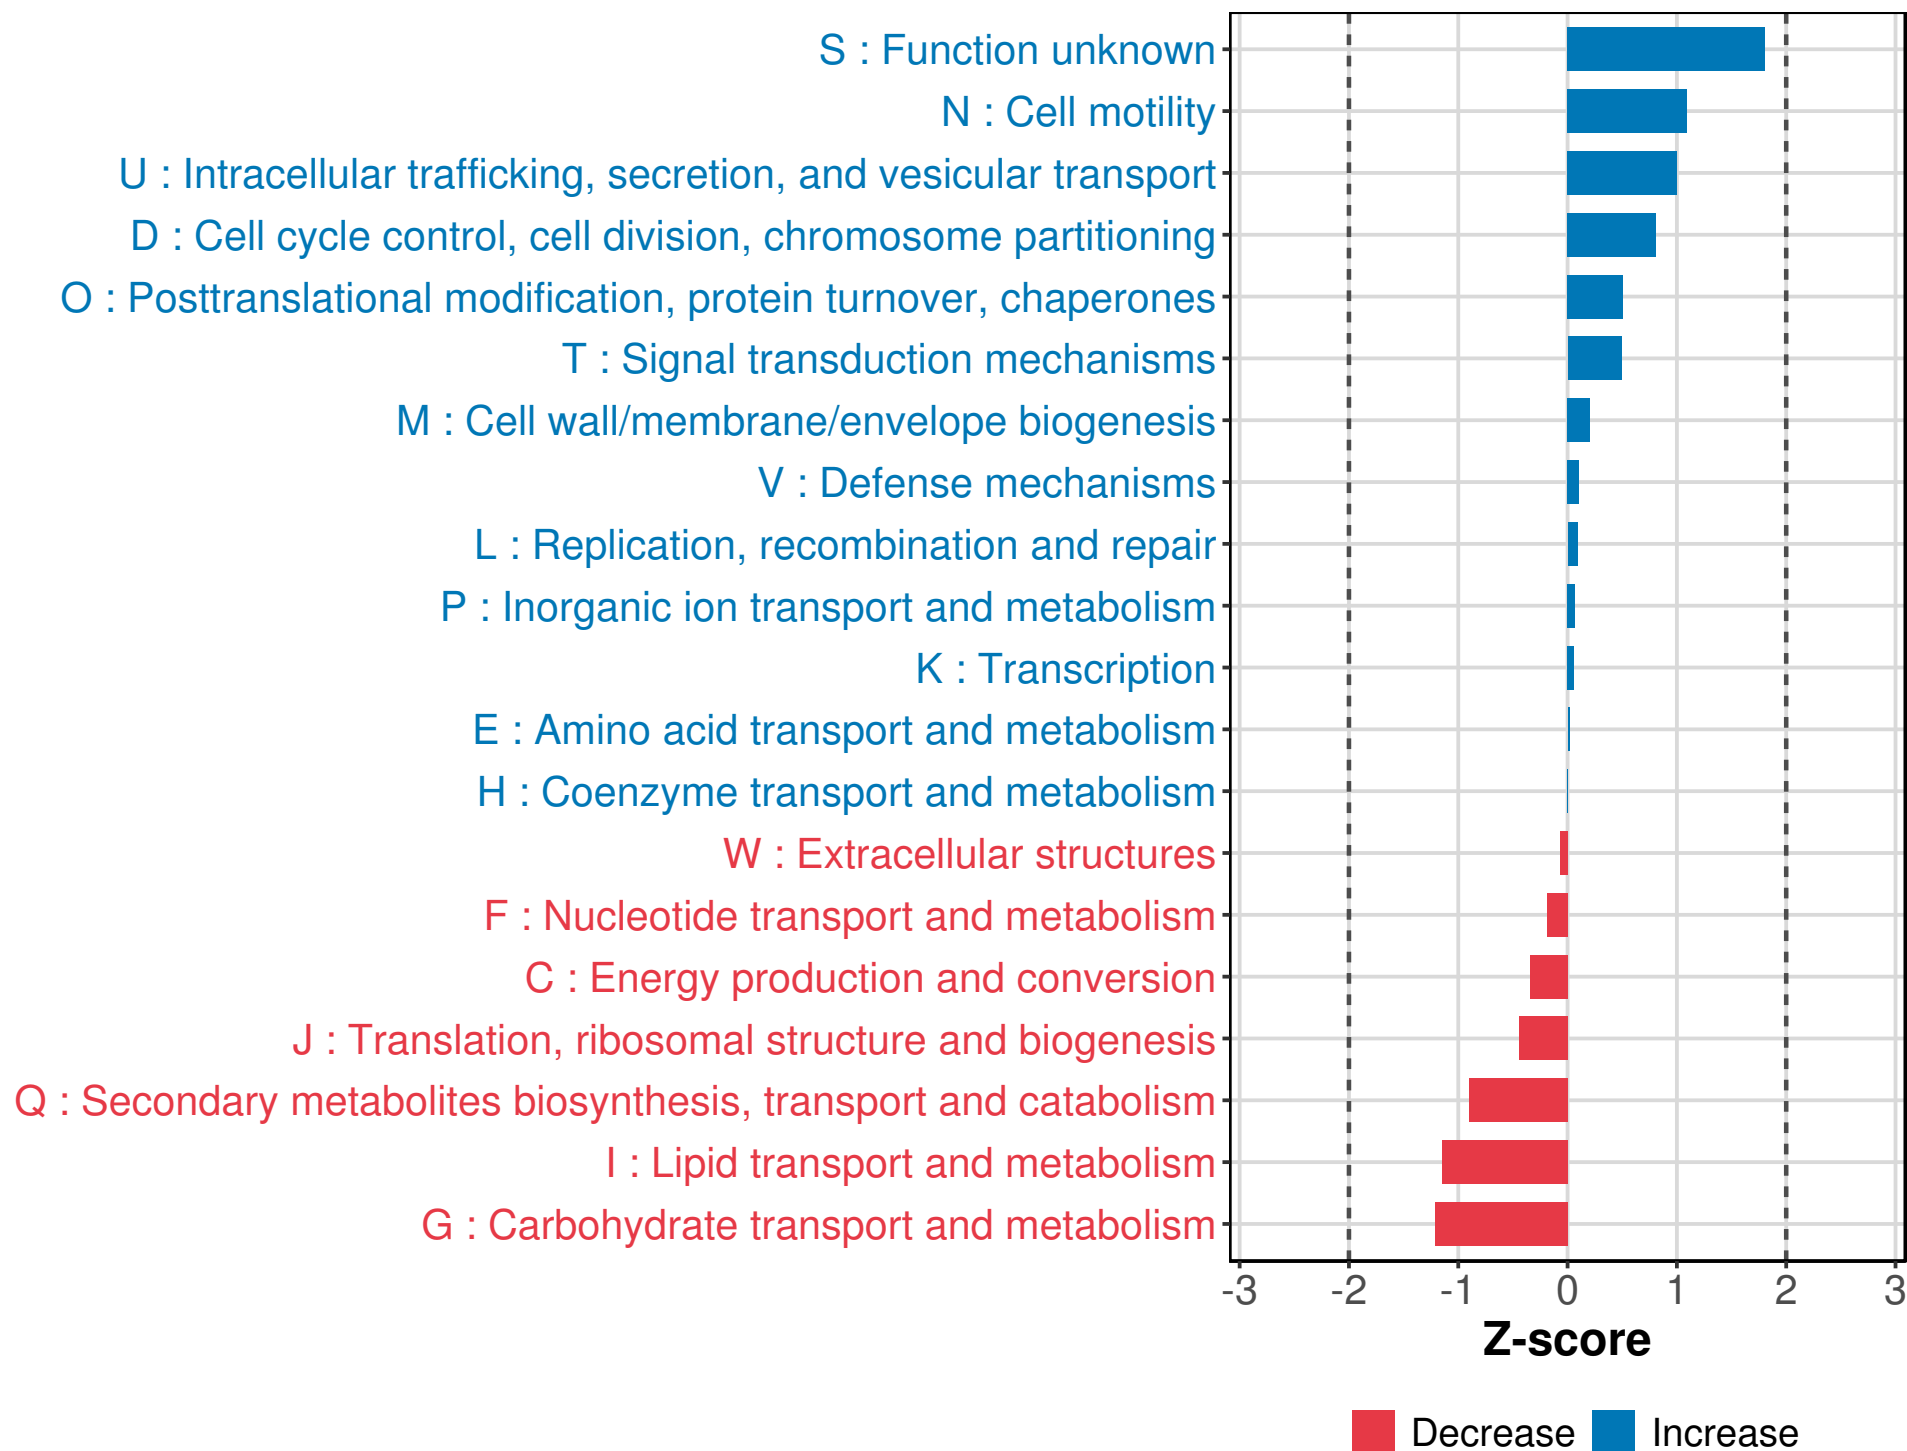 S : Function unknown
N : Cell motility
U : Intracellular trafficking, secretion, and vesicular transport
D : Cell cycle control, cell division, chromosome partitioning
O : Posttranslational modification, protein turnover, chaperones
T : Signal transduction mechanisms
M : Cell wall/membrane/envelope biogenesis
V : Defense mechanisms
L : Replication, recombination and repair
P : Inorganic ion transport and metabolism
K : Transcription
E : Amino acid transport and metabolism
H : Coenzyme transport and metabolism
W : Extracellular structures
F : Nucleotide transport and metabolism
C : Energy production and conversion
J : Translation, ribosomal structure and biogenesis
Q : Secondary metabolites biosynthesis, transport and catabolism
I : Lipid transport and metabolism
G : Carbohydrate transport and metabolism
-3 -2 -1 0 1 2 3
Z-score
Decrease Increase